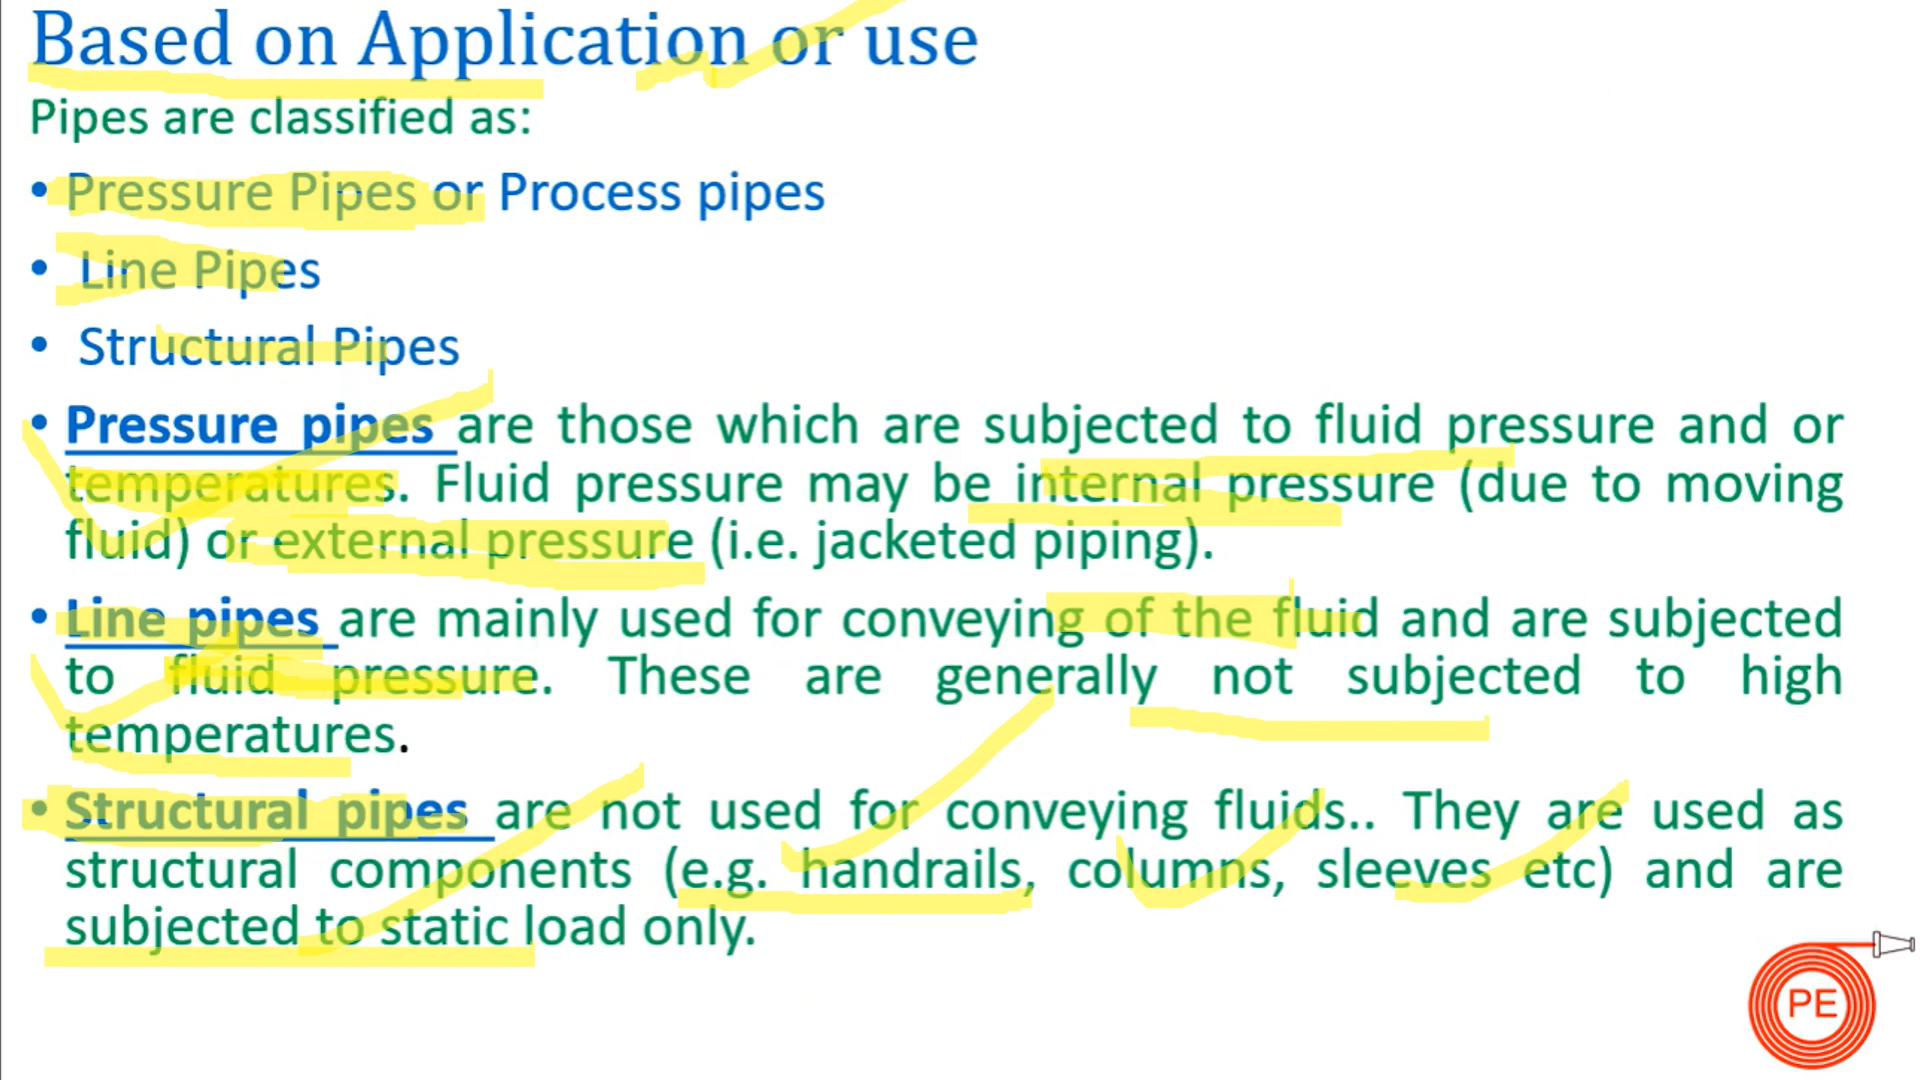 Based on Application or use
Pipes are classified as:
• Pressure Pipes or Process pipes
• Line Pipes
• Structural Pipes
• Pressure pipes are those which are subjected to fluid pressure and or
temperatures. Fluid pressure may be internal pressure (due to moving
fluid) or external pressure (i.e. jacketed piping).
• Line pipes are mainly used for conveying of the fluid and are subjected
to fluid pressure. These are generally not subjected to high
temperatures.
• Structural pipes are not used for conveying fluids.. They are used as
structural components (e.g. handrails, columns, sleeves etc) and are
subjected to static load only.
PE